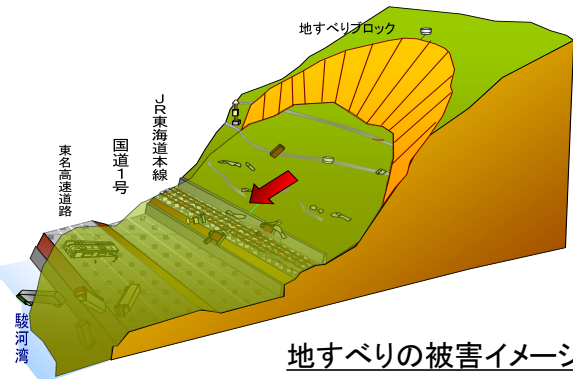 地すべりブロック
JR東海道本線
国道1号
東名高速道路
駿河湾
地すべりの被害イメージ